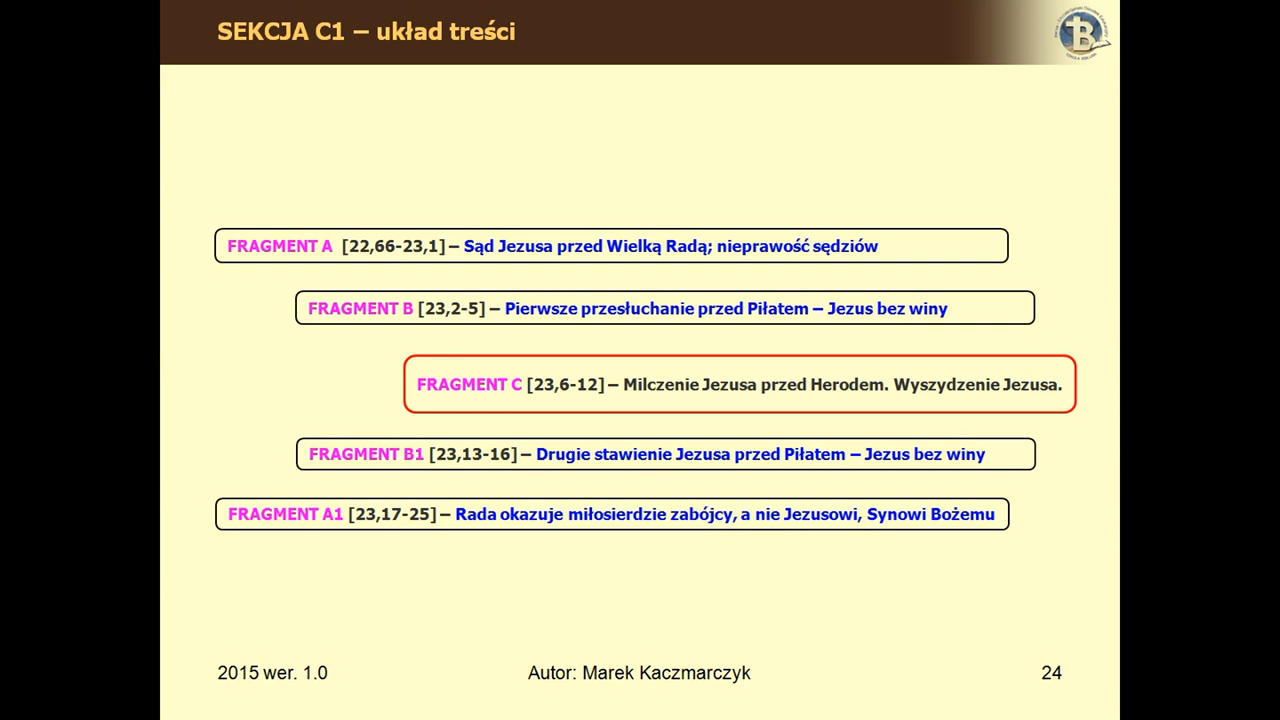 SEKCJA C1 – układ treści
FRAGMENT A [22,66-23,1] – Sąd Jezusa przed Wielką Radą; nieprawość sędziów
FRAGMENT B [23,2-5] – Pierwsze przesłuchanie przed Piłatem – Jezus bez winy
FRAGMENT C [23,6-12] – Milczenie Jezusa przed Herodem. Wyszydzenie Jezusa.
FRAGMENT B1 [23,13-16] – Drugie stawienie Jezusa przed Piłatem – Jezus bez winy
FRAGMENT A1 [23,17-25] – Rada okazuje miłosierdzie zabójcy, a nie Jezusowi, Synowi Bożemu
2015 wer. 1.0
Autor: Marek Kaczmarczyk
24